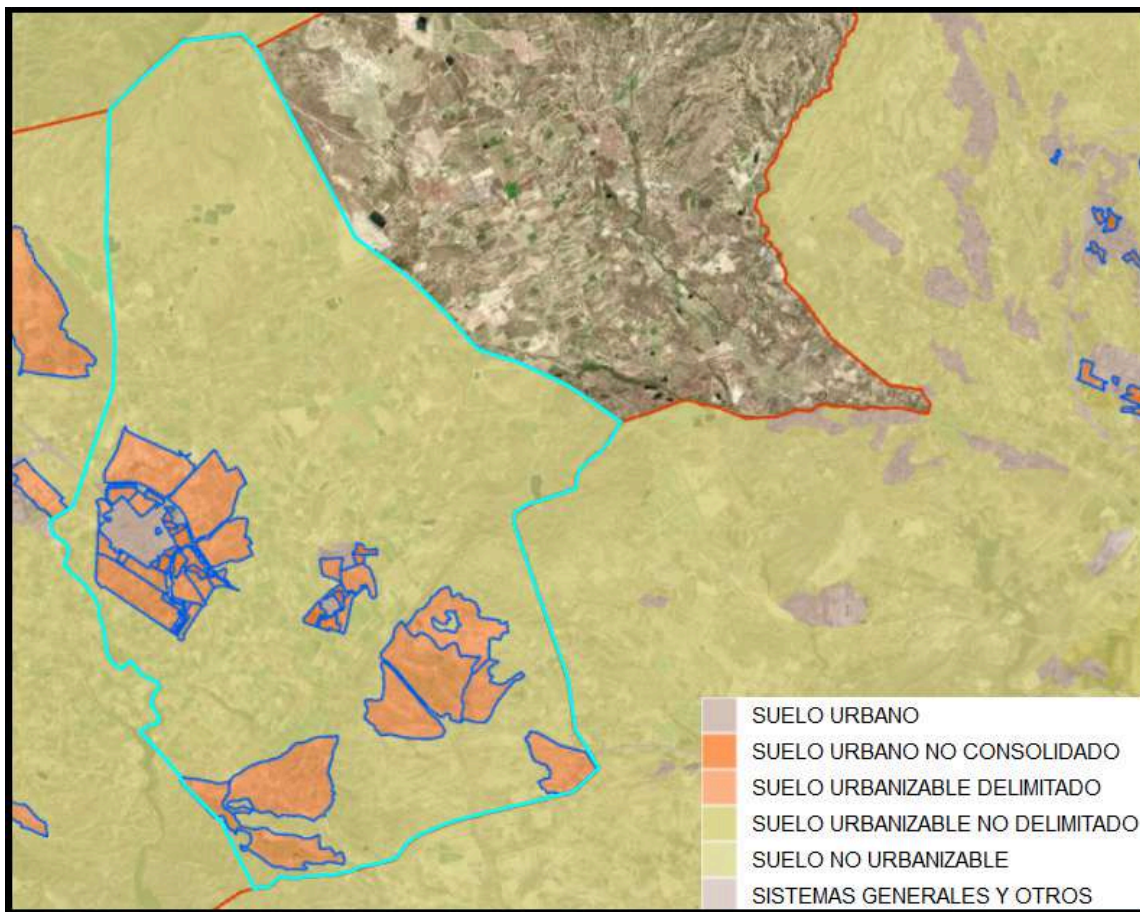 SUELO URBANO
SUELO URBANO NO CONSOLIDADO
SUELO URBANIZABLE DELIMITADO
SUELO URBANIZABLE NO DELIMITADO
SUELO NO URBANIZABLE
SISTEMAS GENERALES Y OTROS